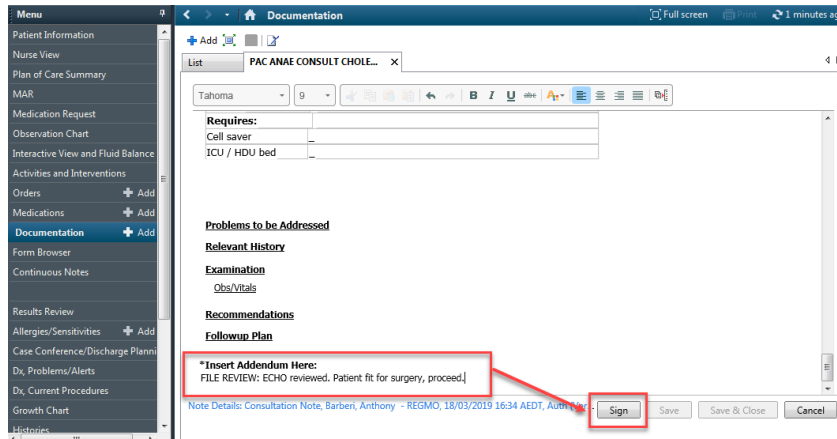 Menu
Patient Information
Nurse View
Plan of Care Summary
MAR
Medication Request
Observation Chart
Interactive View and Fluid Balance
Activities and Interventions
Orders + Add
Medications + Add
Documentation + Add
Form Browser
Continuous Notes
Results Review
Allergies/Sensitivities + Add
Case Conference/Discharge Planni
Dx, Problems/Alerts
Dx, Current Procedures
Growth Chart
Histories
Documentation
Full screen Print 1 minutes ag
+ Add
List PAC ANAE CONSULT CHOLE... X
Tahoma 9 B I U abc A
Requires:
Cell saver _
ICU / HDU bed _
Problems to be Addressed
Relevant History
Examination
Obs/Vitals
Recommendations
Followup Plan
*Insert Addendum Here:
FILE REVIEW: ECHO reviewed. Patient fit for surgery, proceed.
Note Details: Consultation Note, Barberi, Anthony - REGMO, 18/03/2019 16:34 AEDT, Auth (Ver...
Sign Save Save & Close Cancel